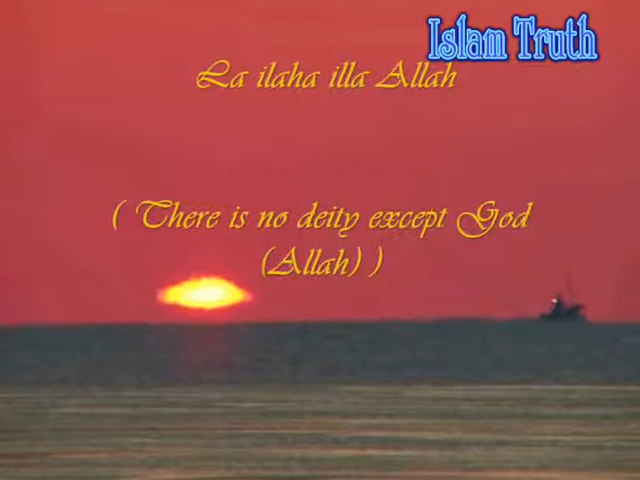 Islam Truth
La ilaha illa Allah
( There is no deity except God
(Allah) )